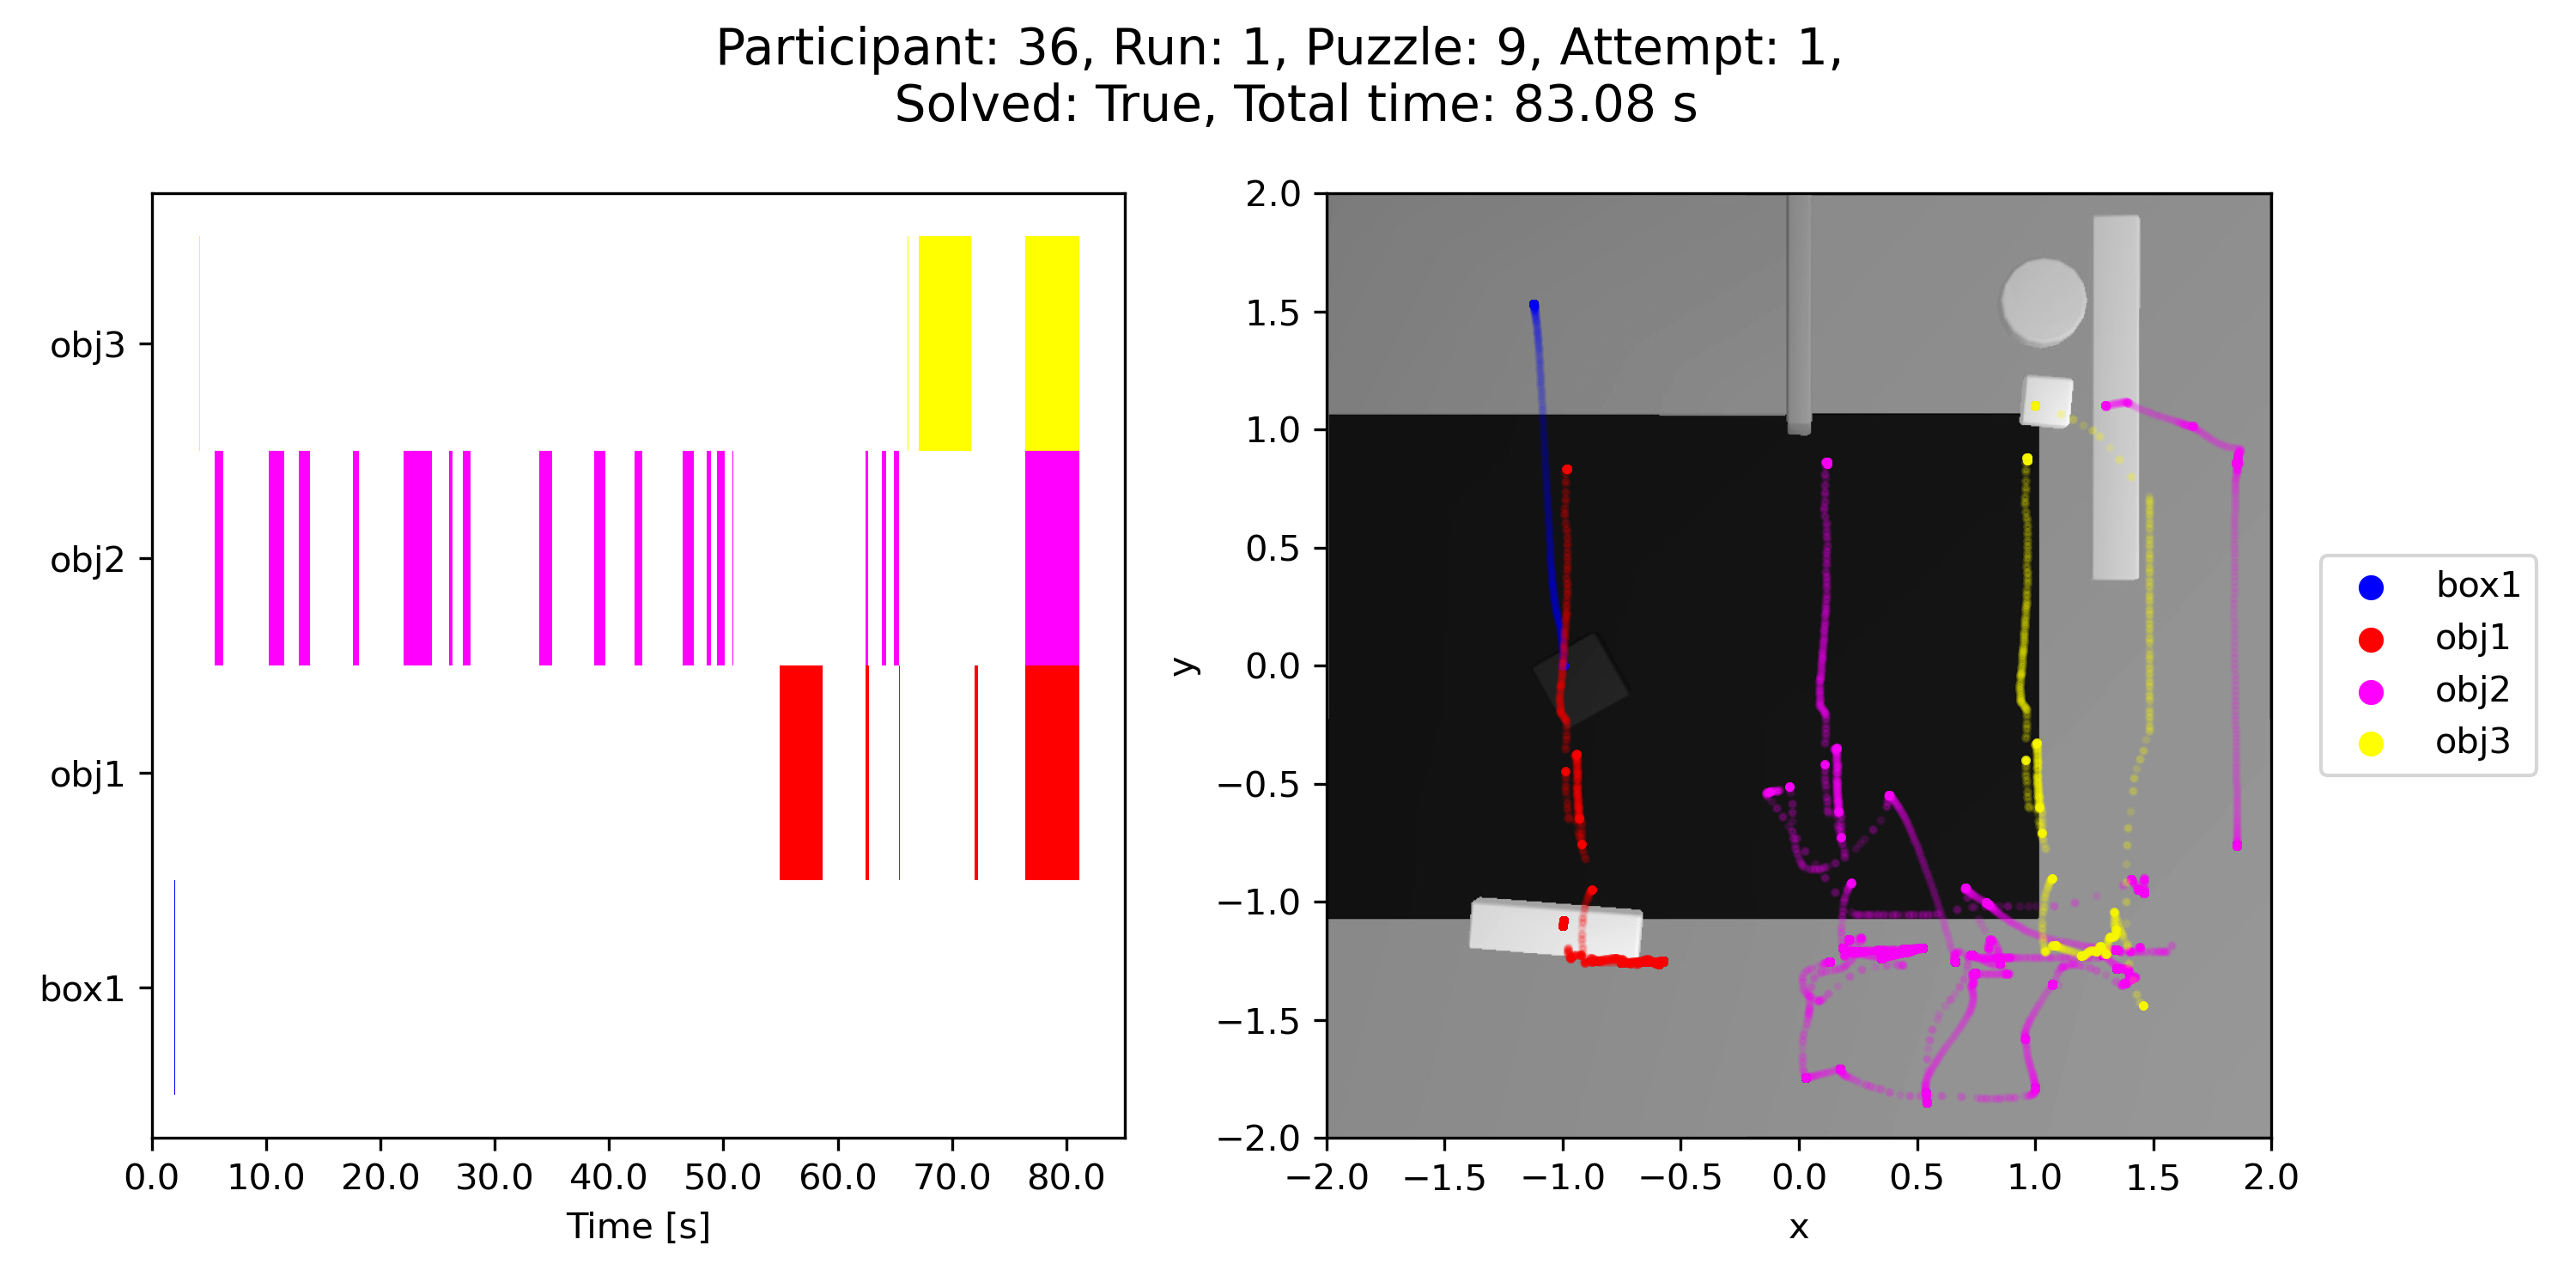 Participant: 36, Run: 1, Puzzle: 9, Attempt: 1,
Solved: True, Total time: 83.08 s
obj3
obj2
obj1
box1
0.0 10.0 20.0 30.0 40.0 50.0 60.0 70.0 80.0
Time [s]
2.0
1.5
1.0
0.5
0.0
−0.5
−1.0
−1.5
−2.0
y
−2.0 −1.5 −1.0 −0.5 0.0 0.5 1.0 1.5 2.0
x
box1
obj1
obj2
obj3